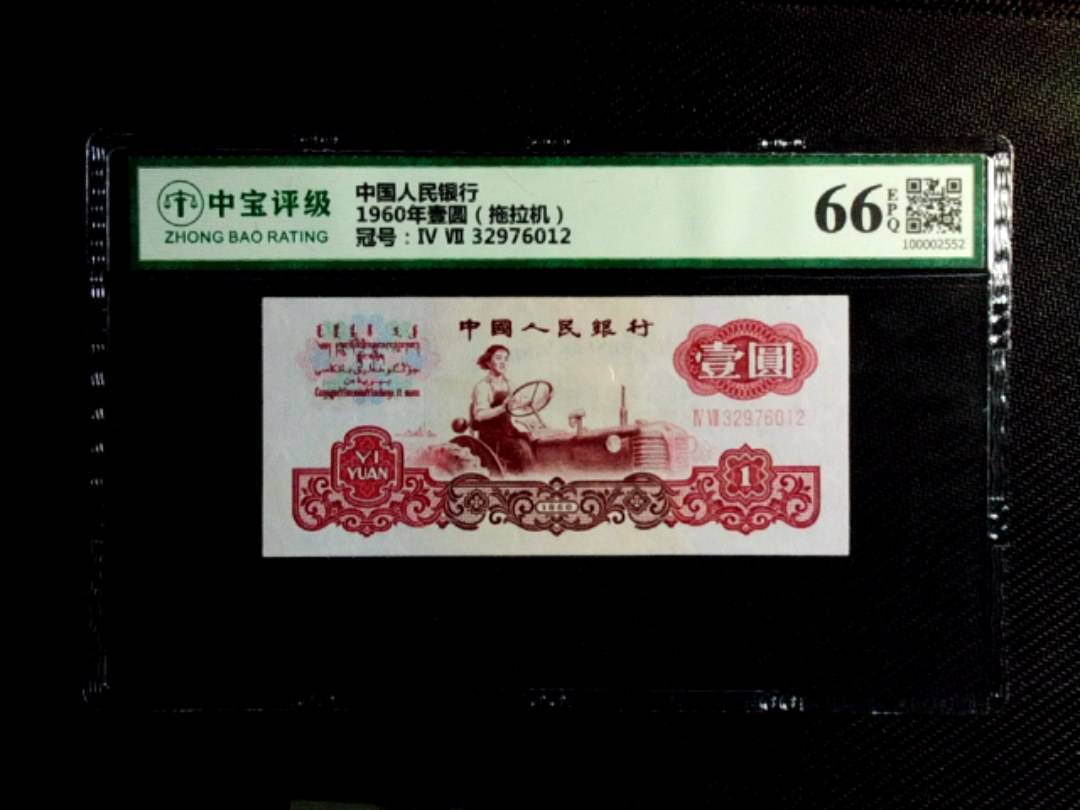 中宝评级
ZHONG BAO RATING
中国人民银行
1960年壹圆（拖拉机）
冠号：Ⅳ Ⅶ 32976012
66
EPQ
100002552
中國人民銀行
壹圓
Ⅳ Ⅶ 32976012
YI
YUAN
1960
1